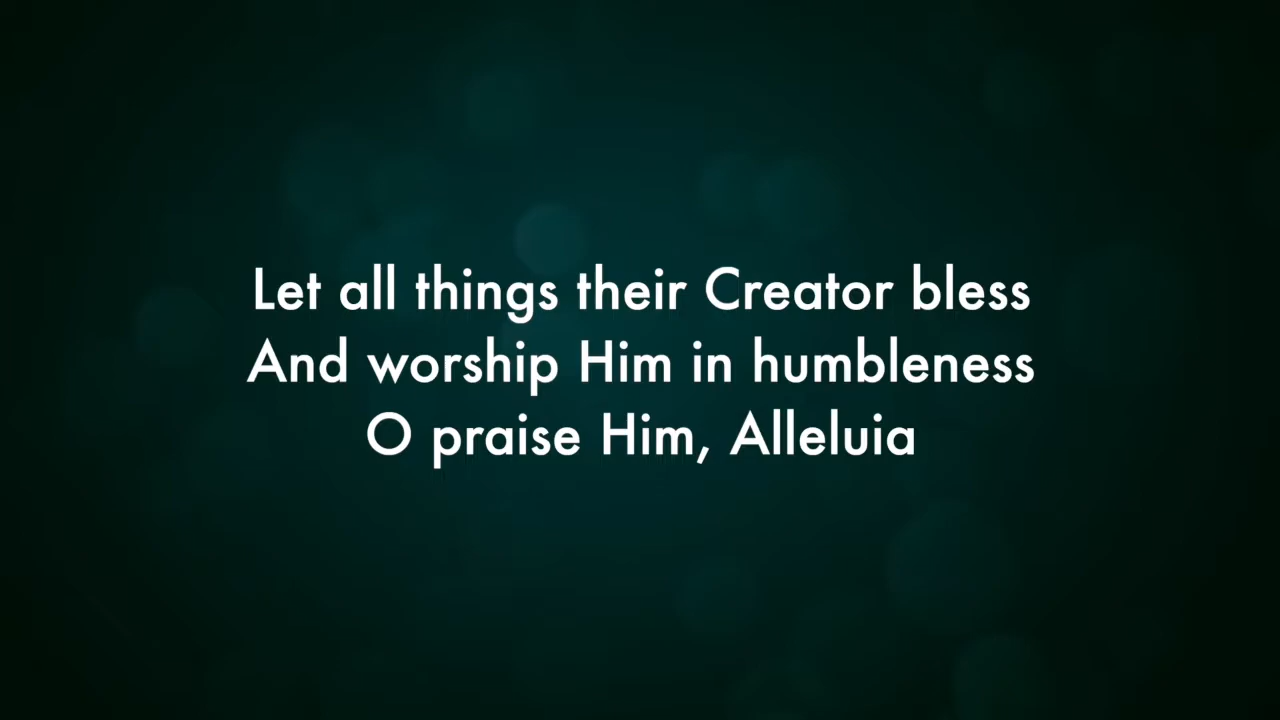 Let all things their Creator bless
And worship Him in humbleness
O praise Him, Alleluia